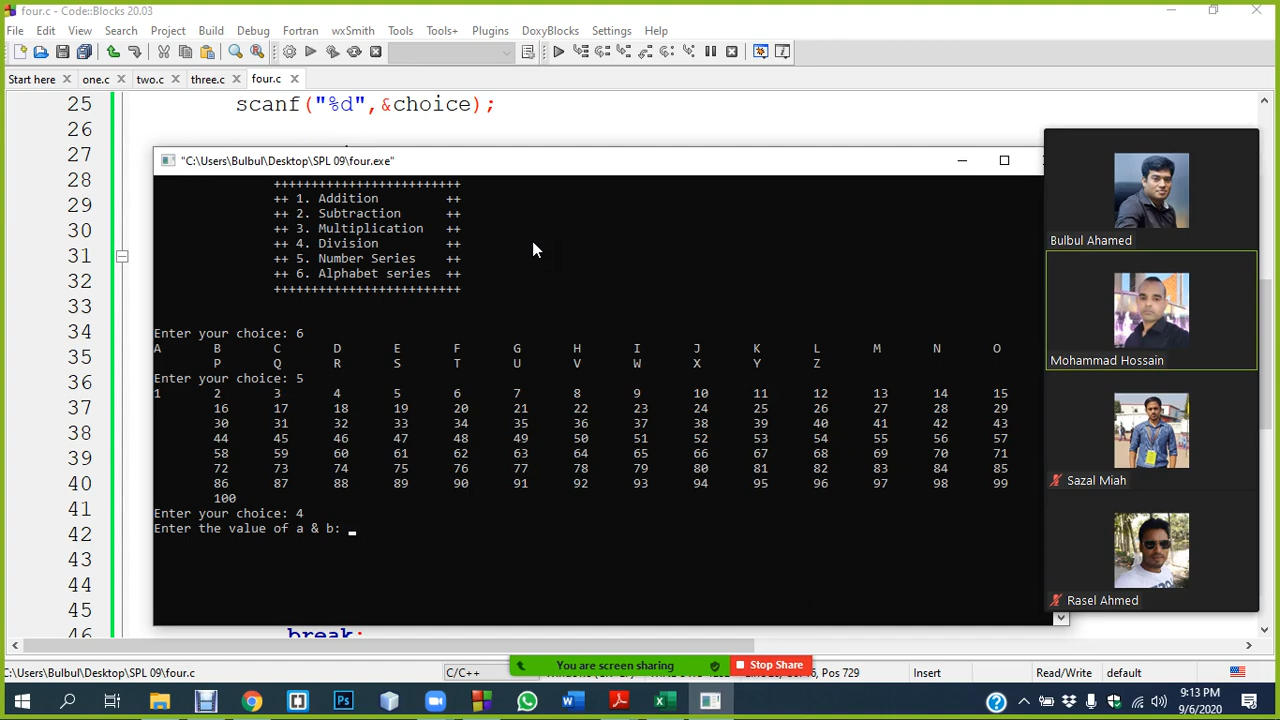 four.c - Code::Blocks 20.03
File Edit View Search Project Build Debug Fortran wxSmith Tools Tools+ Plugins DoxyBlocks Settings Help
Start here one.c two.c three.c four.c
25 scanf("%d",&choice);
26
27
"C:\Users\Bulbul\Desktop\SPL 09\four.exe"
28
29
30
31
32
33
34
35
36
37
38
39
40
41
42
43
44
45
46 break;
+++++++++++++++++++++++++
++ 1. Addition ++
++ 2. Subtraction ++
++ 3. Multiplication ++
++ 4. Division ++
++ 5. Number Series ++
++ 6. Alphabet series ++
+++++++++++++++++++++++++
Enter your choice: 6
A B C D E F G H I J K L M N O
P Q R S T U V W X Y Z
Enter your choice: 5
1 2 3 4 5 6 7 8 9 10 11 12 13 14 15
16 17 18 19 20 21 22 23 24 25 26 27 28 29
30 31 32 33 34 35 36 37 38 39 40 41 42 43
44 45 46 47 48 49 50 51 52 53 54 55 56 57
58 59 60 61 62 63 64 65 66 67 68 69 70 71
72 73 74 75 76 77 78 79 80 81 82 83 84 85
86 87 88 89 90 91 92 93 94 95 96 97 98 99
100
Enter your choice: 4
Enter the value of a & b:
Bulbul Ahamed
Mohammad Hossain
Sazal Miah
Rasel Ahmed
You are screen sharing Stop Share
C:\Users\Bulbul\Desktop\SPL 09\four.c C/C++ Pos 729 Insert Read/Write default
9:13 PM
9/6/2020